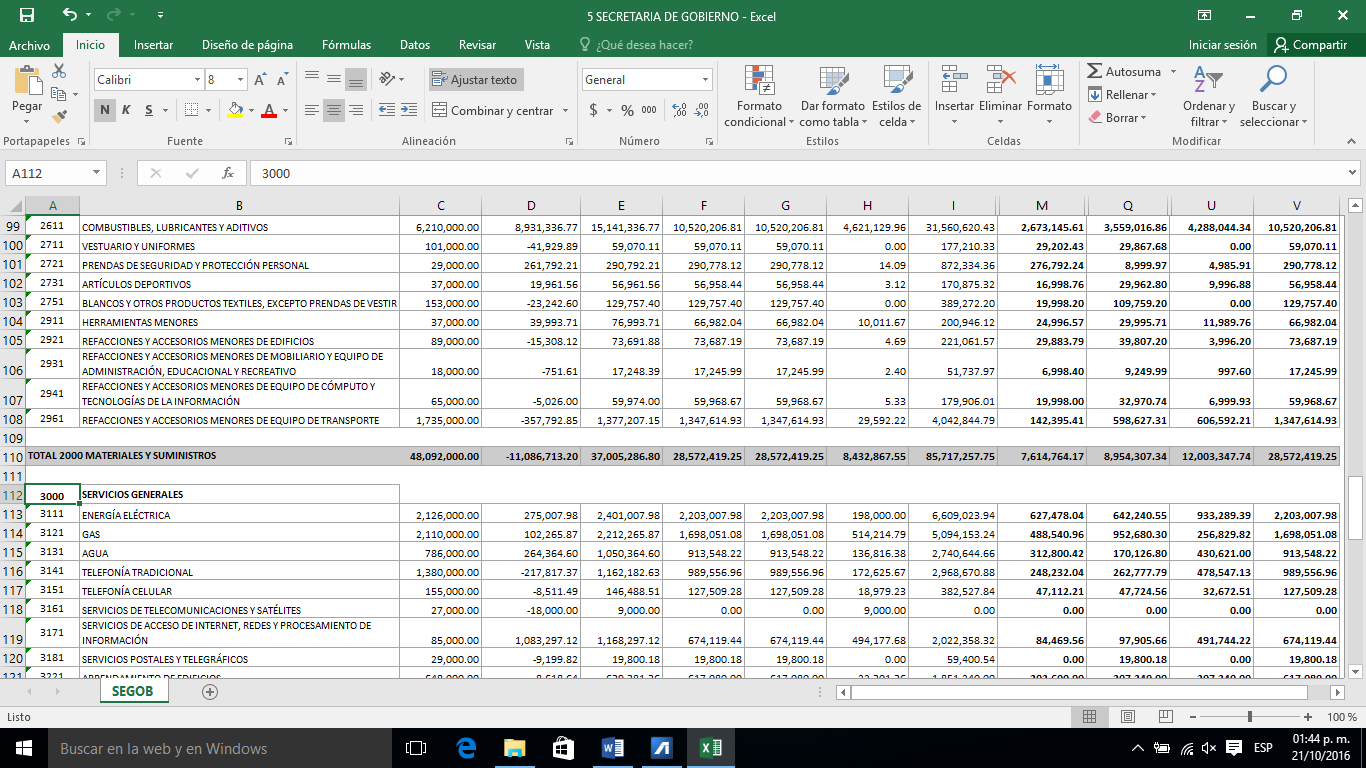 5 SECRETARIA DE GOBIERNO - Excel
Archivo Inicio Insertar Diseño de página Fórmulas Datos Revisar Vista ¿Qué desea hacer? Iniciar sesión Compartir
Pegar Calibri 8 N K S Ajustar texto Combinar y centrar General $ % 000 Formato condicional Dar formato como tabla Estilos de celda Insertar Eliminar Formato Autosuma Rellenar Borrar Ordenar y filtrar Buscar y seleccionar
Portapapeles Fuente Alineación Número Estilos Celdas Modificar
A112 fx 3000
A B C D E F G H I M Q U V
99 2611 COMBUSTIBLES, LUBRICANTES Y ADITIVOS 6,210,000.00 8,931,336.77 15,141,336.77 10,520,206.81 10,520,206.81 4,621,129.96 31,560,620.43 2,673,145.61 3,559,016.86 4,288,044.34 10,520,206.81
100 2711 VESTUARIO Y UNIFORMES 101,000.00 -41,929.89 59,070.11 59,070.11 59,070.11 0.00 177,210.33 29,202.43 29,867.68 0.00 59,070.11
101 2721 PRENDAS DE SEGURIDAD Y PROTECCIÓN PERSONAL 29,000.00 261,792.21 290,792.21 290,778.12 290,778.12 14.09 872,334.36 276,792.24 8,999.97 4,985.91 290,778.12
102 2731 ARTÍCULOS DEPORTIVOS 37,000.00 19,961.56 56,961.56 56,958.44 56,958.44 3.12 170,875.32 16,998.76 29,962.80 9,996.88 56,958.44
103 2751 BLANCOS Y OTROS PRODUCTOS TEXTILES, EXCEPTO PRENDAS DE VESTIR 153,000.00 -23,242.60 129,757.40 129,757.40 129,757.40 0.00 389,272.20 19,998.20 109,759.20 0.00 129,757.40
104 2911 HERRAMIENTAS MENORES 37,000.00 39,993.71 76,993.71 66,982.04 66,982.04 10,011.67 200,946.12 24,996.57 29,995.71 11,989.76 66,982.04
105 2921 REFACCIONES Y ACCESORIOS MENORES DE EDIFICIOS 89,000.00 -15,308.12 73,691.88 73,687.19 73,687.19 4.69 221,061.57 29,883.79 39,807.20 3,996.20 73,687.19
REFACCIONES Y ACCESORIOS MENORES DE MOBILIARIO Y EQUIPO DE
106 2931 ADMINISTRACIÓN, EDUCACIONAL Y RECREATIVO 18,000.00 -751.61 17,248.39 17,245.99 17,245.99 2.40 51,737.97 6,998.40 9,249.99 997.60 17,245.99
REFACCIONES Y ACCESORIOS MENORES DE EQUIPO DE CÓMPUTO Y
107 2941 TECNOLOGÍAS DE LA INFORMACIÓN 65,000.00 -5,026.00 59,974.00 59,968.67 59,968.67 5.33 179,906.01 19,998.00 32,970.74 6,999.93 59,968.67
108 2961 REFACCIONES Y ACCESORIOS MENORES DE EQUIPO DE TRANSPORTE 1,735,000.00 -357,792.85 1,377,207.15 1,347,614.93 1,347,614.93 29,592.22 4,042,844.79 142,395.41 598,627.31 606,592.21 1,347,614.93
109
110 TOTAL 2000 MATERIALES Y SUMINISTROS 48,092,000.00 -11,086,713.20 37,005,286.80 28,572,419.25 28,572,419.25 8,432,867.55 85,717,257.75 7,614,764.17 8,954,307.34 12,003,347.74 28,572,419.25
111
112 3000 SERVICIOS GENERALES
113 3111 ENERGÍA ELÉCTRICA 2,126,000.00 275,007.98 2,401,007.98 2,203,007.98 2,203,007.98 198,000.00 6,609,023.94 627,478.04 642,240.55 933,289.39 2,203,007.98
114 3121 GAS 2,110,000.00 102,265.87 2,212,265.87 1,698,051.08 1,698,051.08 514,214.79 5,094,153.24 488,540.96 952,680.30 256,829.82 1,698,051.08
115 3131 AGUA 786,000.00 264,364.60 1,050,364.60 913,548.22 913,548.22 136,816.38 2,740,644.66 312,800.42 170,126.80 430,621.00 913,548.22
116 3141 TELEFONÍA TRADICIONAL 1,380,000.00 -217,817.37 1,162,182.63 989,556.96 989,556.96 172,625.67 2,968,670.88 248,232.04 262,777.79 478,547.13 989,556.96
117 3151 TELEFONÍA CELULAR 155,000.00 -8,511.49 146,488.51 127,509.28 127,509.28 18,979.23 382,527.84 47,112.21 47,724.56 32,672.51 127,509.28
118 3161 SERVICIOS DE TELECOMUNICACIONES Y SATÉLITES 27,000.00 -18,000.00 9,000.00 0.00 0.00 9,000.00 0.00 0.00 0.00 0.00 0.00
SERVICIOS DE ACCESO DE INTERNET, REDES Y PROCESAMIENTO DE
119 3171 INFORMACIÓN 85,000.00 1,083,297.12 1,168,297.12 674,119.44 674,119.44 494,177.68 2,022,358.32 84,469.56 97,905.66 491,744.22 674,119.44
120 3181 SERVICIOS POSTALES Y TELEGRÁFICOS 29,000.00 -9,199.82 19,800.18 19,800.18 19,800.18 0.00 59,400.54 0.00 19,800.18 0.00 19,800.18
121 3221 ARRENDAMIENTO DE EDIFICIOS
SEGOB
Listo 100 %
Buscar en la web y en Windows ESP 01:44 p. m.
21/10/2016